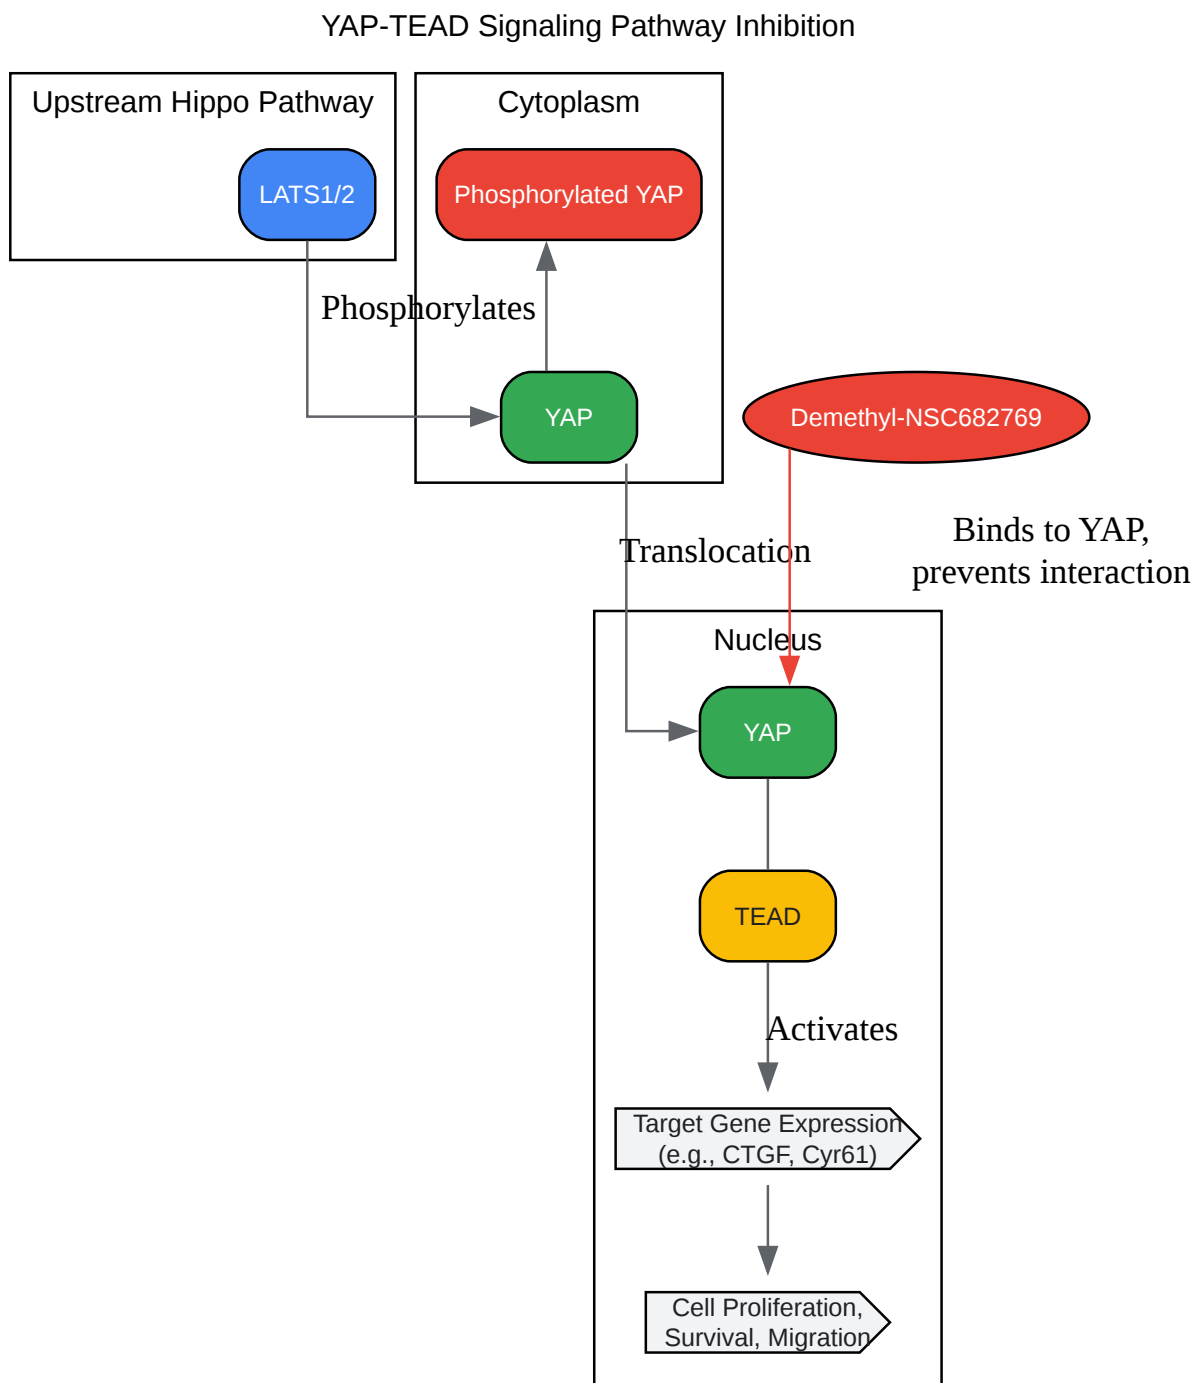 YAP-TEAD Signaling Pathway Inhibition
Upstream Hippo Pathway
Cytoplasm
LATS1/2
Phosphorylated YAP
Phosphorylates
YAP
Demethyl-NSC682769
Translocation
Binds to YAP,
prevents interaction
Nucleus
YAP
TEAD
Activates
Target Gene Expression
(e.g., CTGF, Cyr61)
Cell Proliferation,
Survival, Migration